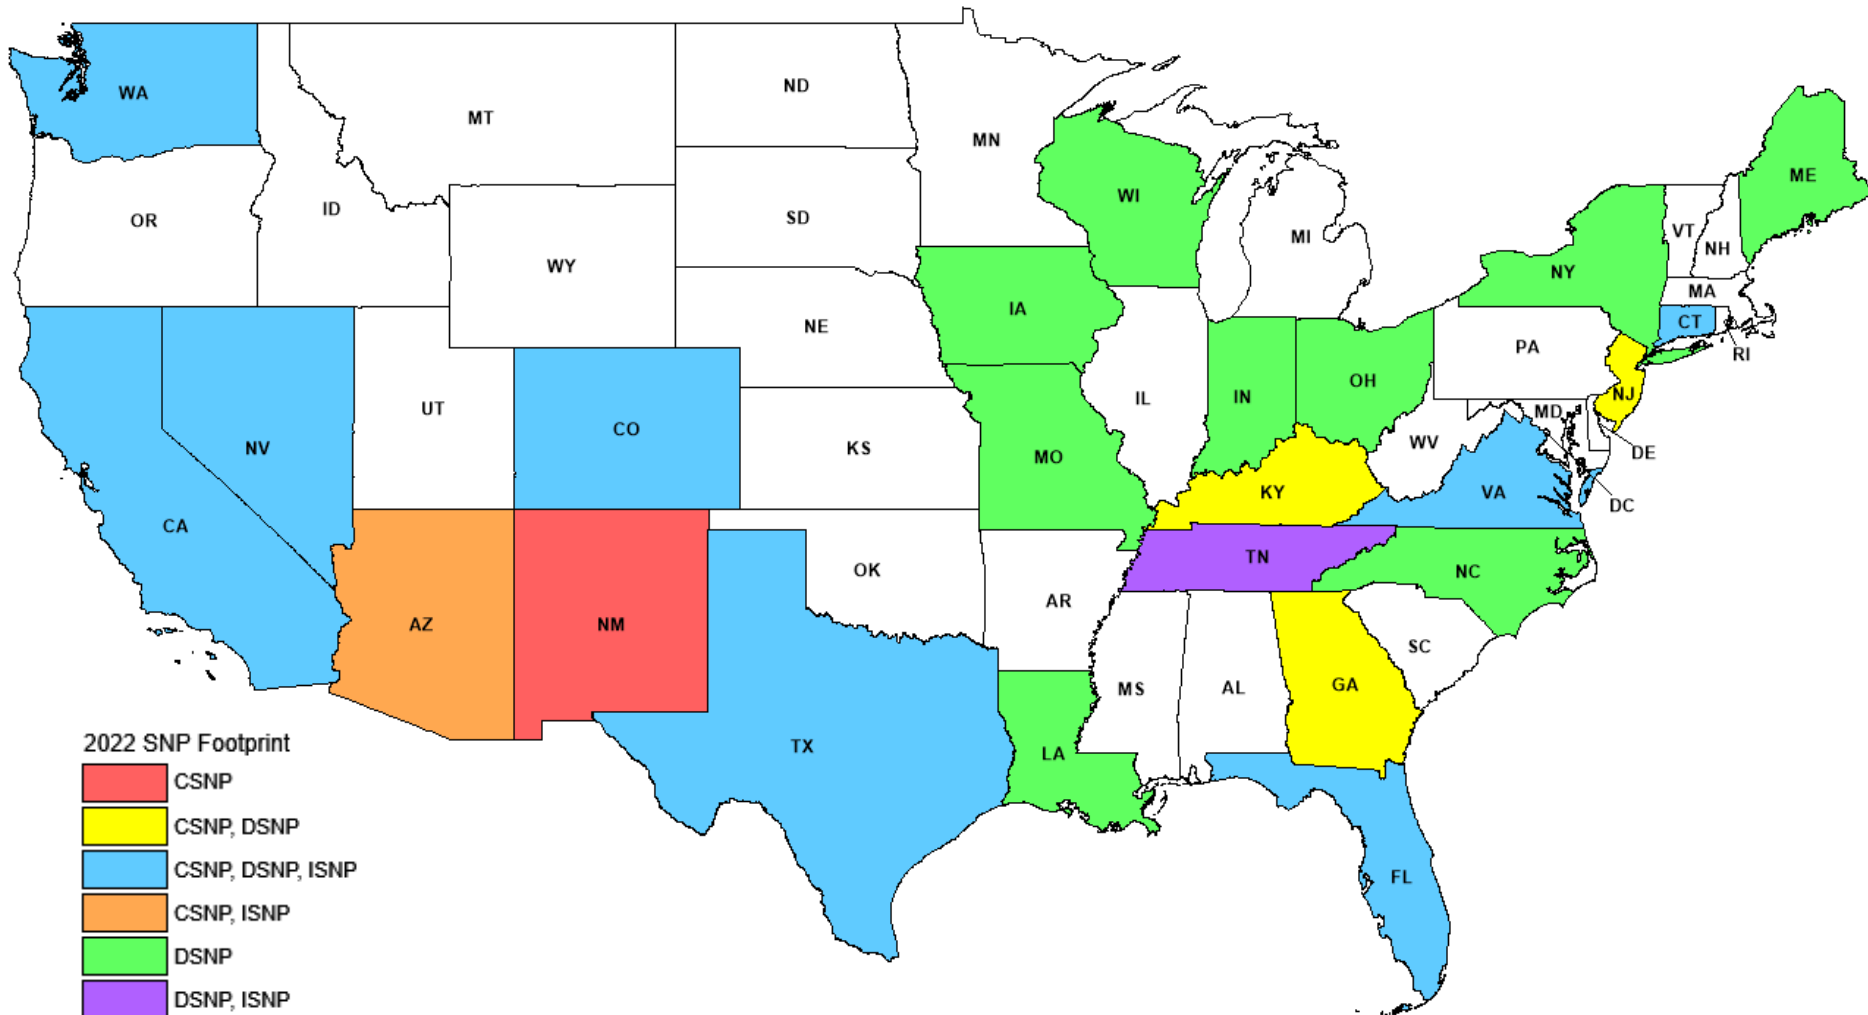 WA
MT
ND
MN
OR
ID
SD
WI
MI
ME
VT
NH
WY
NY
MA
NE
IA
CT
RI
PA
UT
CO
KS
IL
IN
OH
NJ
MD
WV
DE
NV
MO
KY
VA
DC
CA
OK
TN
NC
AZ
NM
AR
SC
MS
AL
GA
TX
LA
FL
2022 SNP Footprint
CSNP
CSNP, DSNP
CSNP, DSNP, ISNP
CSNP, ISNP
DSNP
DSNP, ISNP